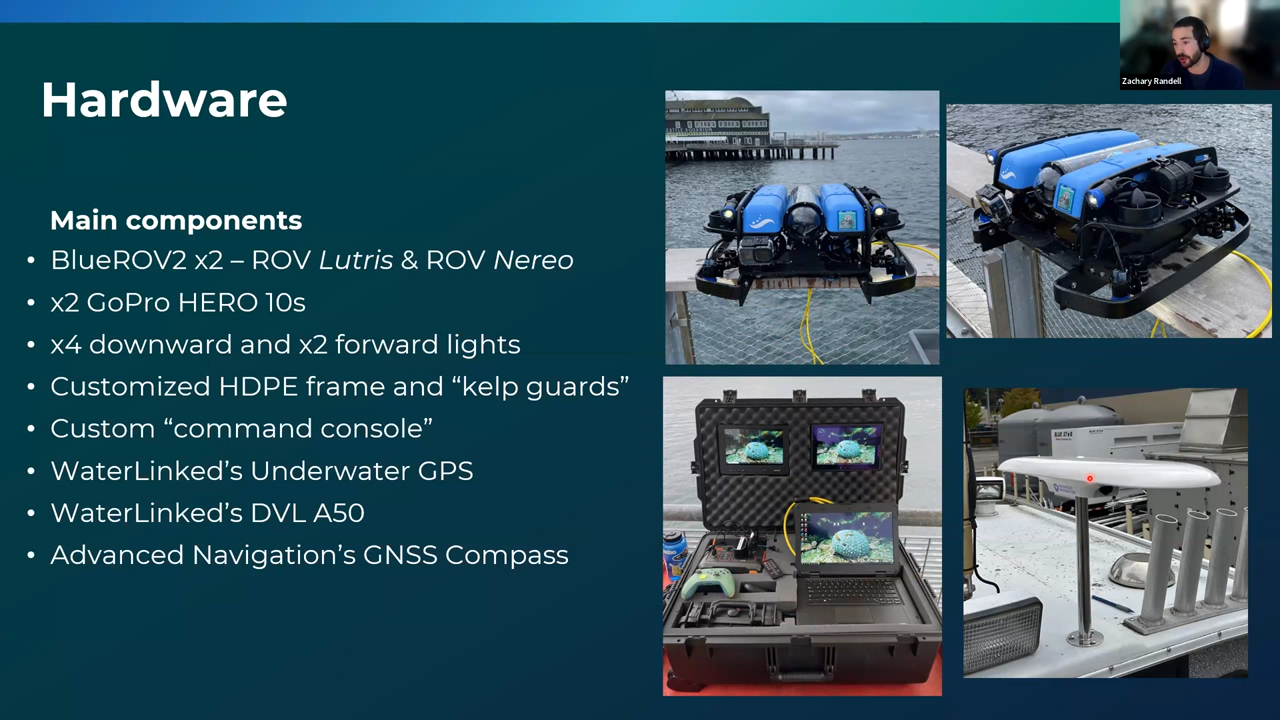 Zachary Randell
Hardware
Main components
• BlueROV2 x2 – ROV Lutris & ROV Nereo
• x2 GoPro HERO 10s
• x4 downward and x2 forward lights
• Customized HDPE frame and “kelp guards”
• Custom “command console”
• WaterLinked’s Underwater GPS
• WaterLinked’s DVL A50
• Advanced Navigation’s GNSS Compass